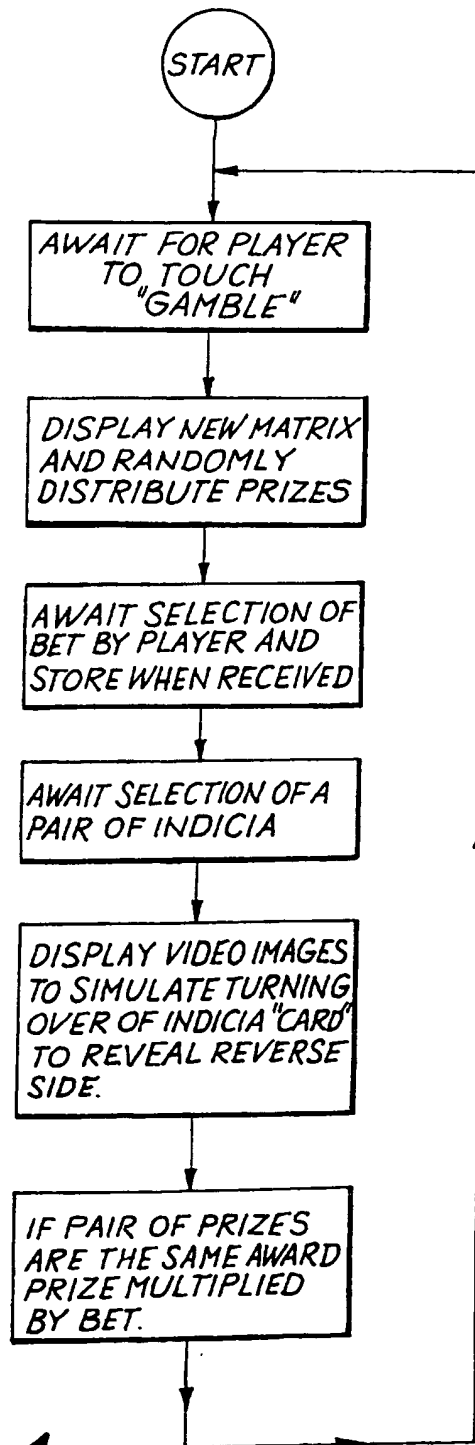 START
AWAIT FOR PLAYER
TO TOUCH
"GAMBLE"
DISPLAY NEW MATRIX
AND RANDOMLY
DISTRIBUTE PRIZES
AWAIT SELECTION OF
BET BY PLAYER AND
STORE WHEN RECEIVED
AWAIT SELECTION OF A
PAIR OF INDICIA
DISPLAY VIDEO IMAGES
TO SIMULATE TURNING
OVER OF INDICIA "CARD"
TO REVEAL REVERSE
SIDE.
IF PAIR OF PRIZES
ARE THE SAME AWARD
PRIZE MULTIPLIED
BY BET.